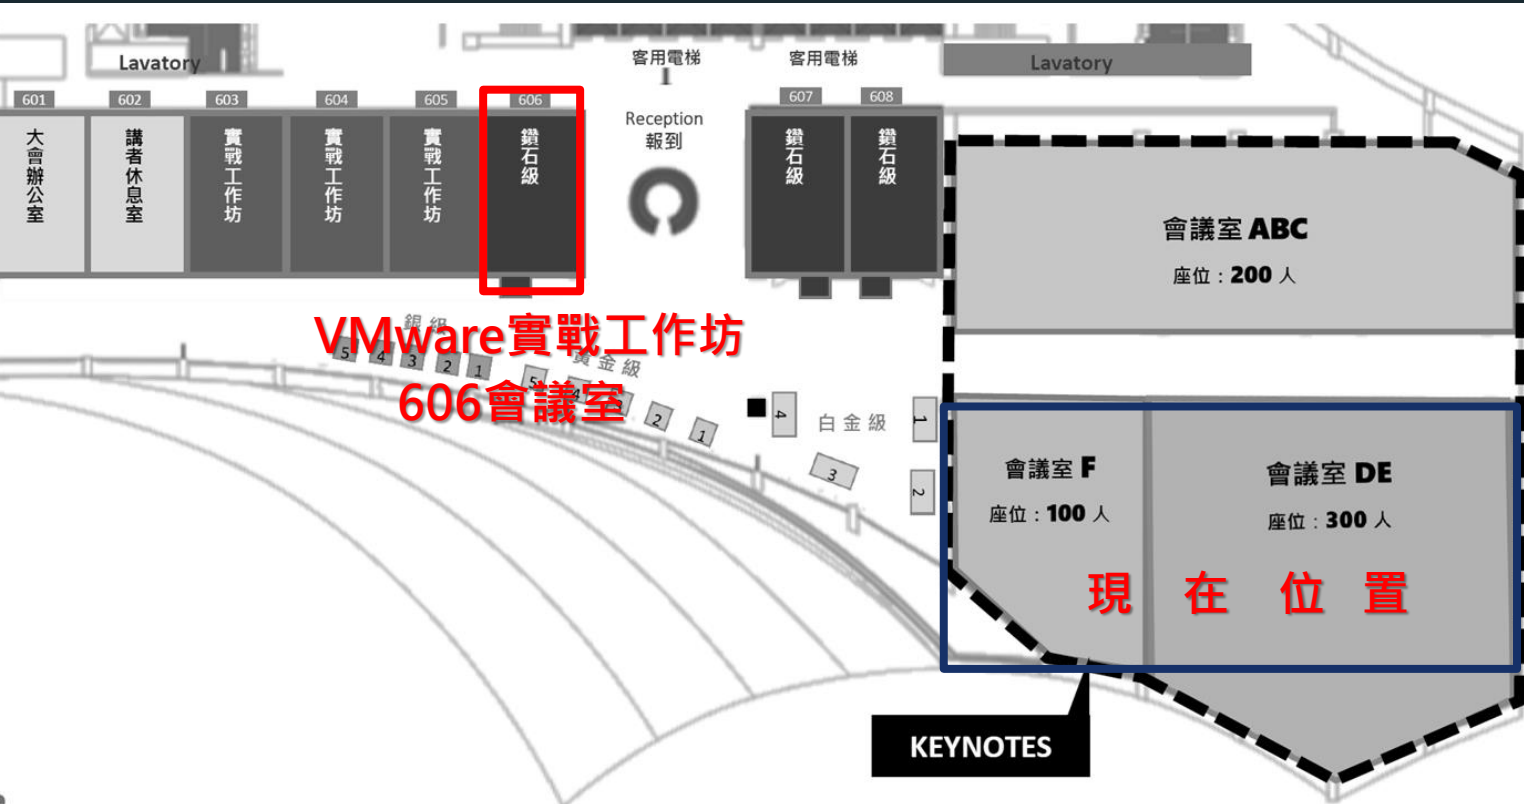 Lavatory
客用電梯
客用電梯
Lavatory
601
602
603
604
605
606
607
608
大會辦公室
講者休息室
實戰工作坊
實戰工作坊
實戰工作坊
鑽石級
Reception
報到
鑽石級
鑽石級
會議室 ABC
座位：200 人
銀級
VMware實戰工作坊
5
4
3
2
1
黃金級
606會議室
5
4
2
1
4
白金級
1
3
2
會議室 F
座位：100 人
會議室 DE
座位：300 人
現在位置
KEYNOTES